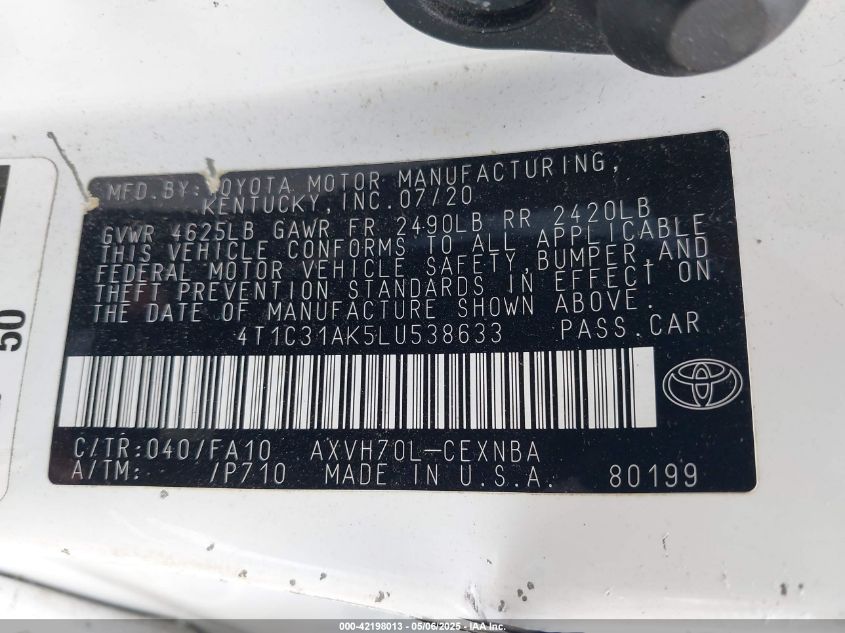 MFD.BY:TOYOTA MOTOR MANUFACTURING,
KENTUCKY,INC.07/20
GVWR 4625LB GAWR FR 2490LB RR 2420LB
THIS VEHICLE CONFORMS TO ALL APPLICABLE
FEDERAL MOTOR VEHICLE SAFETY,BUMPER,AND
THEFT PREVENTION STANDARDS IN EFFECT ON
THE DATE OF MANUFACTURE SHOWN ABOVE.
4T1C31AK5LU538633 PASS.CAR
C/TR:040/FA10 AXVH70L-CEXNBA
A/TM: /P710 MADE IN U.S.A. 80199
50
000-42198013 - 05/06/2025 - IAA Inc.